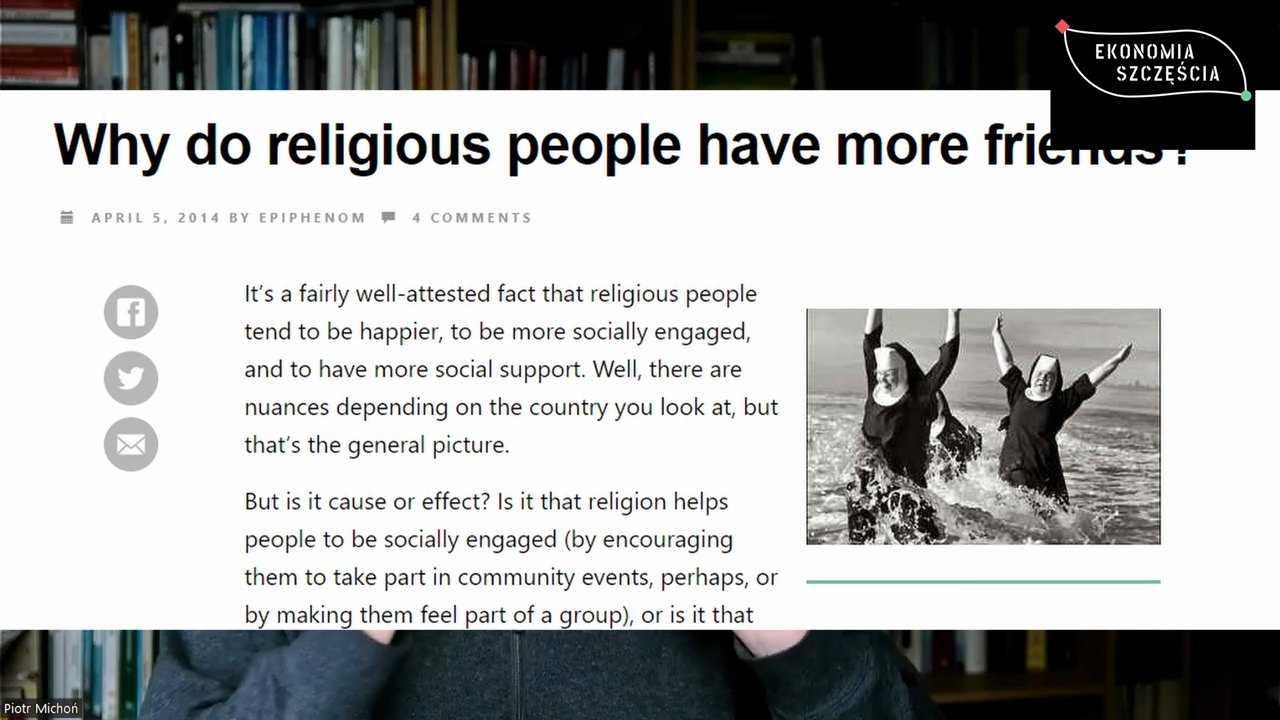 EKONOMIA
SZCZĘŚCIA
Why do religious people have more friends?
APRIL 5, 2014 BY EPIPHENOM 4 COMMENTS
It’s a fairly well-attested fact that religious people
tend to be happier, to be more socially engaged,
and to have more social support. Well, there are
nuances depending on the country you look at, but
that’s the general picture.
But is it cause or effect? Is it that religion helps
people to be socially engaged (by encouraging
them to take part in community events, perhaps, or
by making them feel part of a group), or is it that
Piotr Michoń